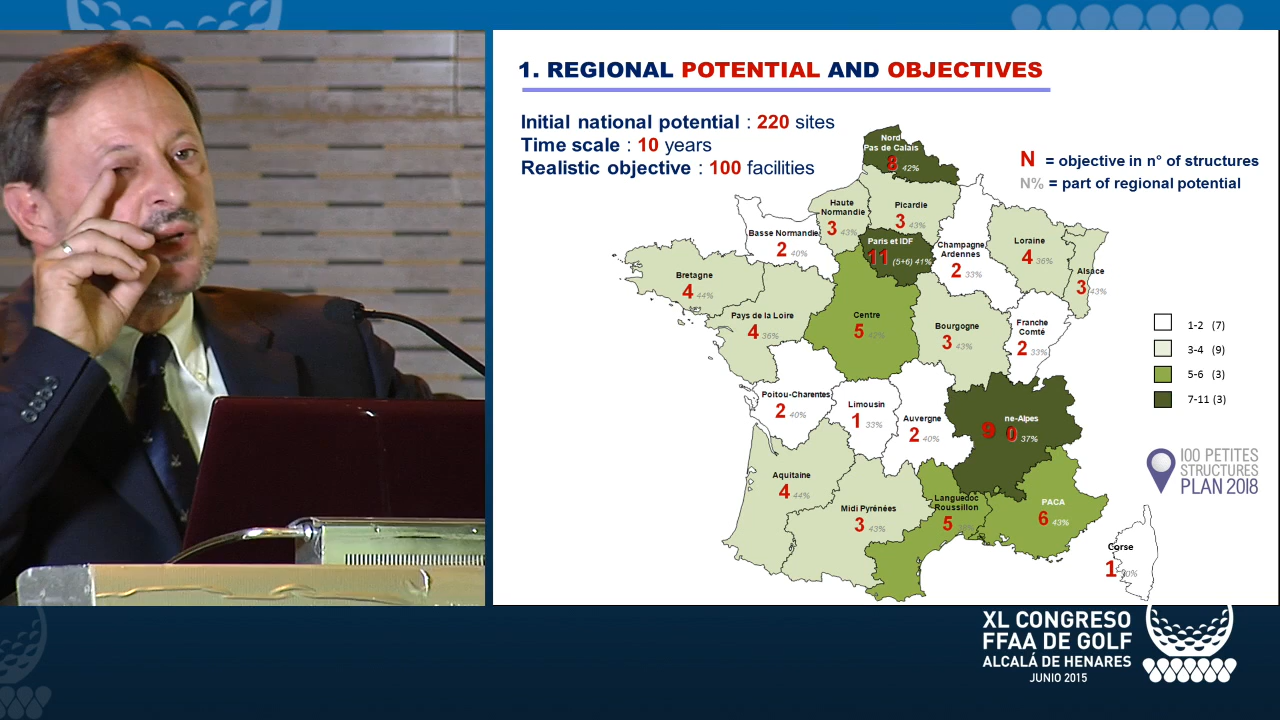 1. REGIONAL POTENTIAL AND OBJECTIVES
Initial national potential : 220 sites
Time scale : 10 years
Realistic objective : 100 facilities
N = objective in n° of structures
N% = part of regional potential
Nord
Pas de Calais
8 42%
Haute
Normandie
3 43%
Picardie
3 43%
Basse Normandie
2 40%
Paris et IDF
11 (5+6) 41%
Champagne
Ardennes
2 33%
Loraine
4 36%
Alsace
3 43%
Bretagne
4 44%
Pays de la Loire
4 36%
Centre
5 42%
Bourgogne
3 43%
Franche
Comté
2 33%
Poitou-Charentes
2 40%
Limousin
1 33%
Auvergne
2 40%
ne-Alpes
9 0 37%
Aquitaine
4 44%
Midi Pyrénées
3 43%
Languedoc
Roussillon
5
PACA
6 43%
Corse
1
1-2 (7)
3-4 (9)
5-6 (3)
7-11 (3)
100 PETITES
STRUCTURES
PLAN 2018
XL CONGRESO
FFAA DE GOLF
ALCALÁ DE HENARES
JUNIO 2015